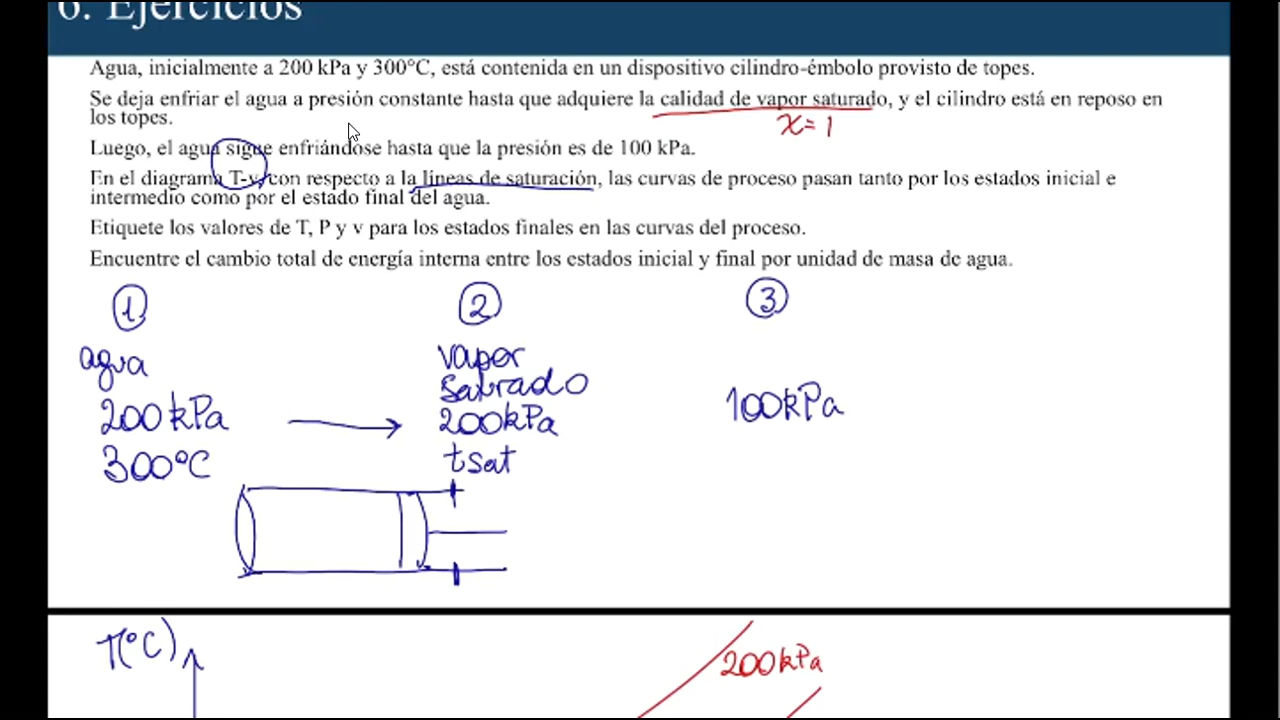 6. Ejercicios
Agua, inicialmente a 200 kPa y 300°C, está contenida en un dispositivo cilindro-émbolo provisto de topes.
Se deja enfriar el agua a presión constante hasta que adquiere la calidad de vapor saturado, y el cilindro está en reposo en
los topes.
x=1
Luego, el agua sigue enfriándose hasta que la presión es de 100 kPa.
En el diagrama T-v, con respecto a la líneas de saturación, las curvas de proceso pasan tanto por los estados inicial e
intermedio como por el estado final del agua.
Etiquete los valores de T, P y v para los estados finales en las curvas del proceso.
Encuentre el cambio total de energía interna entre los estados inicial y final por unidad de masa de agua.
1 2 3
agua vapor
saturado
200kPa 200kPa 100kPa
300°C tsat
T(°C)
200kPa